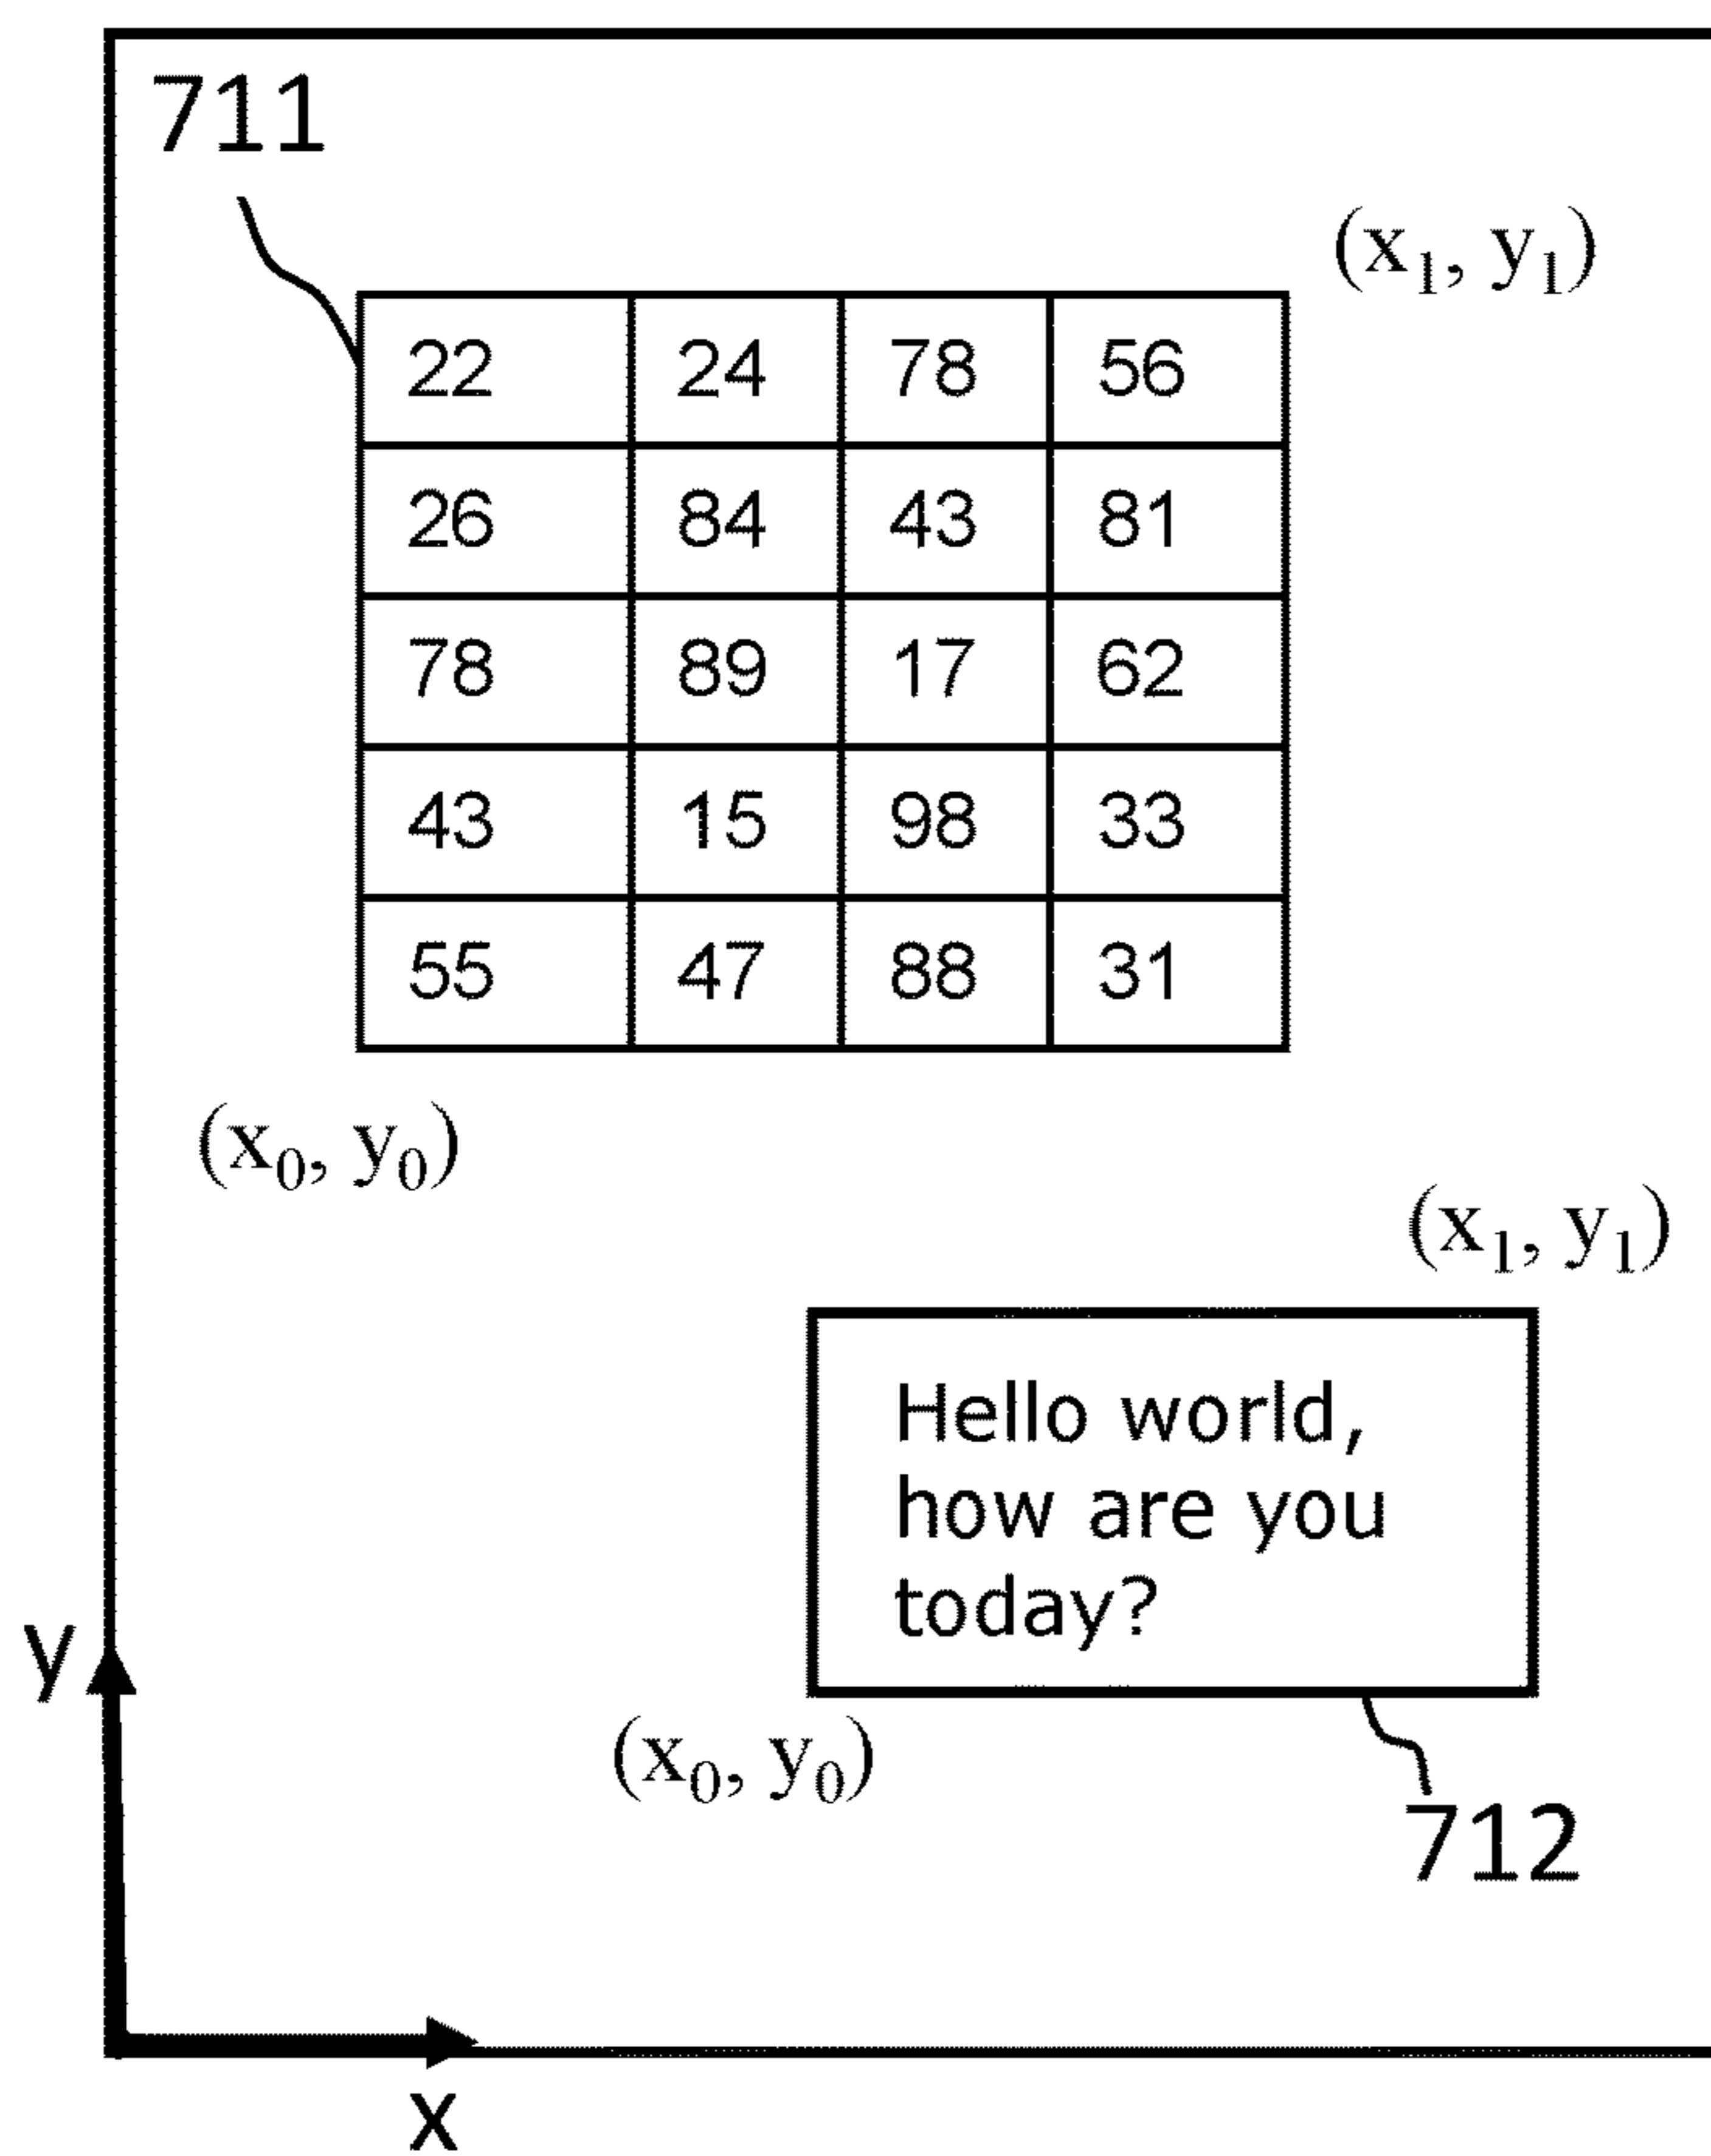 711
(x₁, y₁)
22 24 78 56
26 84 43 81
78 89 17 62
43 15 98 33
55 47 88 31
(x₀, y₀)
(x₁, y₁)
Hello world,
how are you
today?
y
(x₀, y₀)
712
x